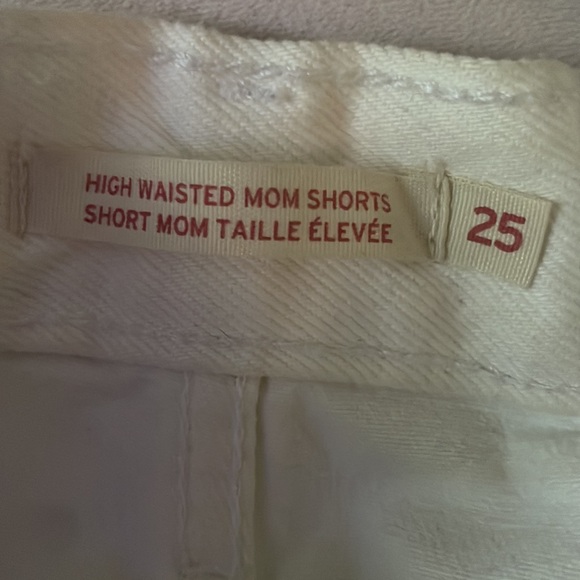 HIGH WAISTED MOM SHORTS
SHORT MOM TAILLE ÉLEVÉE
25